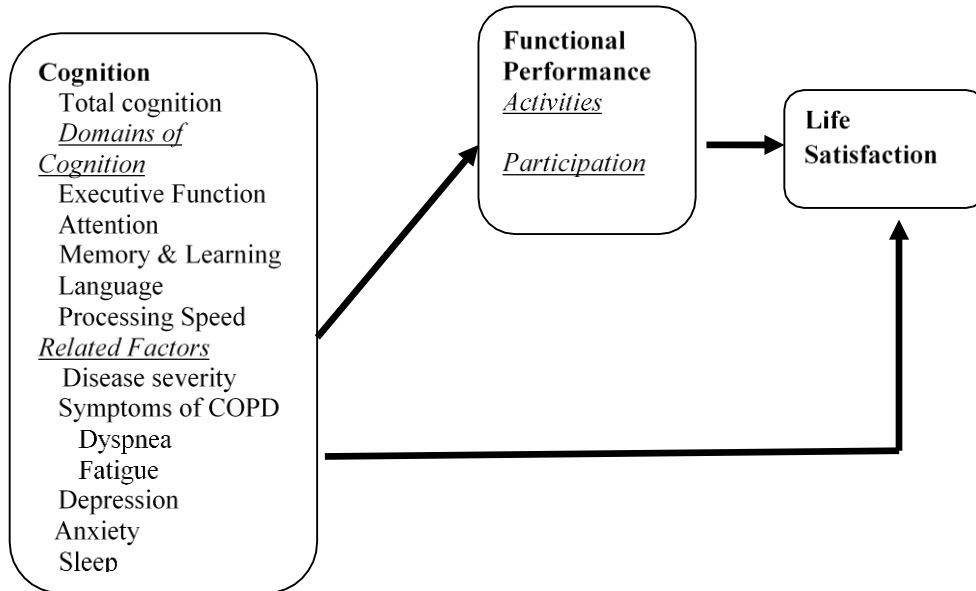 Cognition
Total cognition
Domains of
Cognition
Executive Function
Attention
Memory & Learning
Language
Processing Speed
Related Factors
Disease severity
Symptoms of COPD
Dyspnea
Fatigue
Depression
Anxiety
Sleep
Functional
Performance
Activities
Participation
Life
Satisfaction